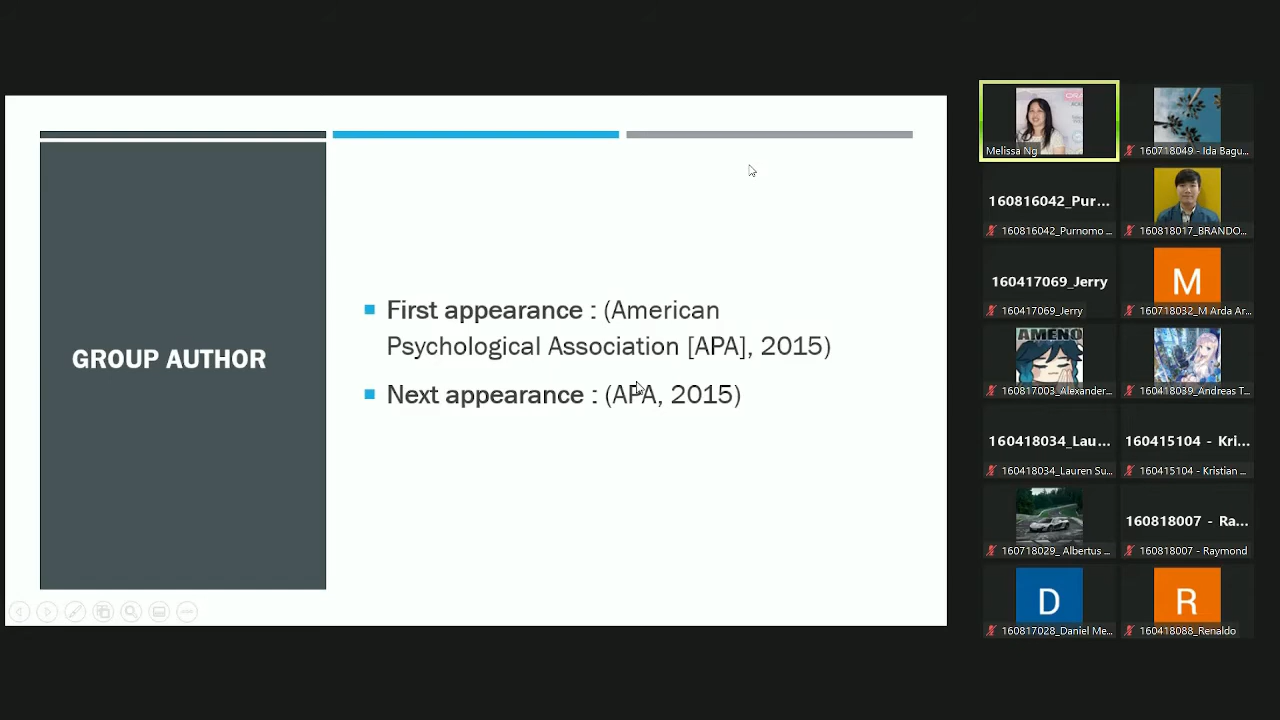 GROUP AUTHOR
First appearance : (American
Psychological Association [APA], 2015)
Next appearance : (APA, 2015)
Melissa Ng
160718049 - Ida Bagu...
160816042_Pur...
160816042_Purnomo ...
160818017_BRANDO...
160417069_Jerry
160417069_Jerry
M
160718032_M Arda Ar...
AMENO
160817003_Alexander...
160418039_Andreas T...
160418034_Lau...
160418034_Lauren Su...
160415104 - Kri...
160415104 - Kristian ...
160718029_ Albertus ...
160818007 - Ra...
160818007 - Raymond
D
160817028_Daniel Me...
R
160418088_Renaldo